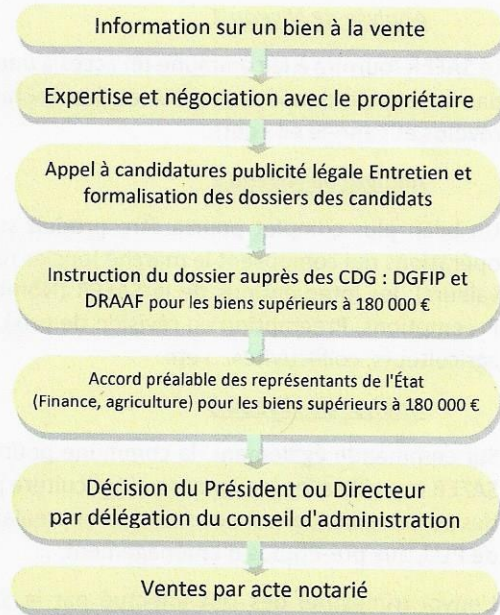 Information sur un bien à la vente
Expertise et négociation avec le propriétaire
Appel à candidatures publicité légale Entretien et
formalisation des dossiers des candidats
Instruction du dossier auprès des CDG : DGFIP et
DRAAF pour les biens supérieurs à 180 000 €
Accord préalable des représentants de l'État
(Finance, agriculture) pour les biens supérieurs à 180 000 €
Décision du Président ou Directeur
par délégation du conseil d'administration
Ventes par acte notarié